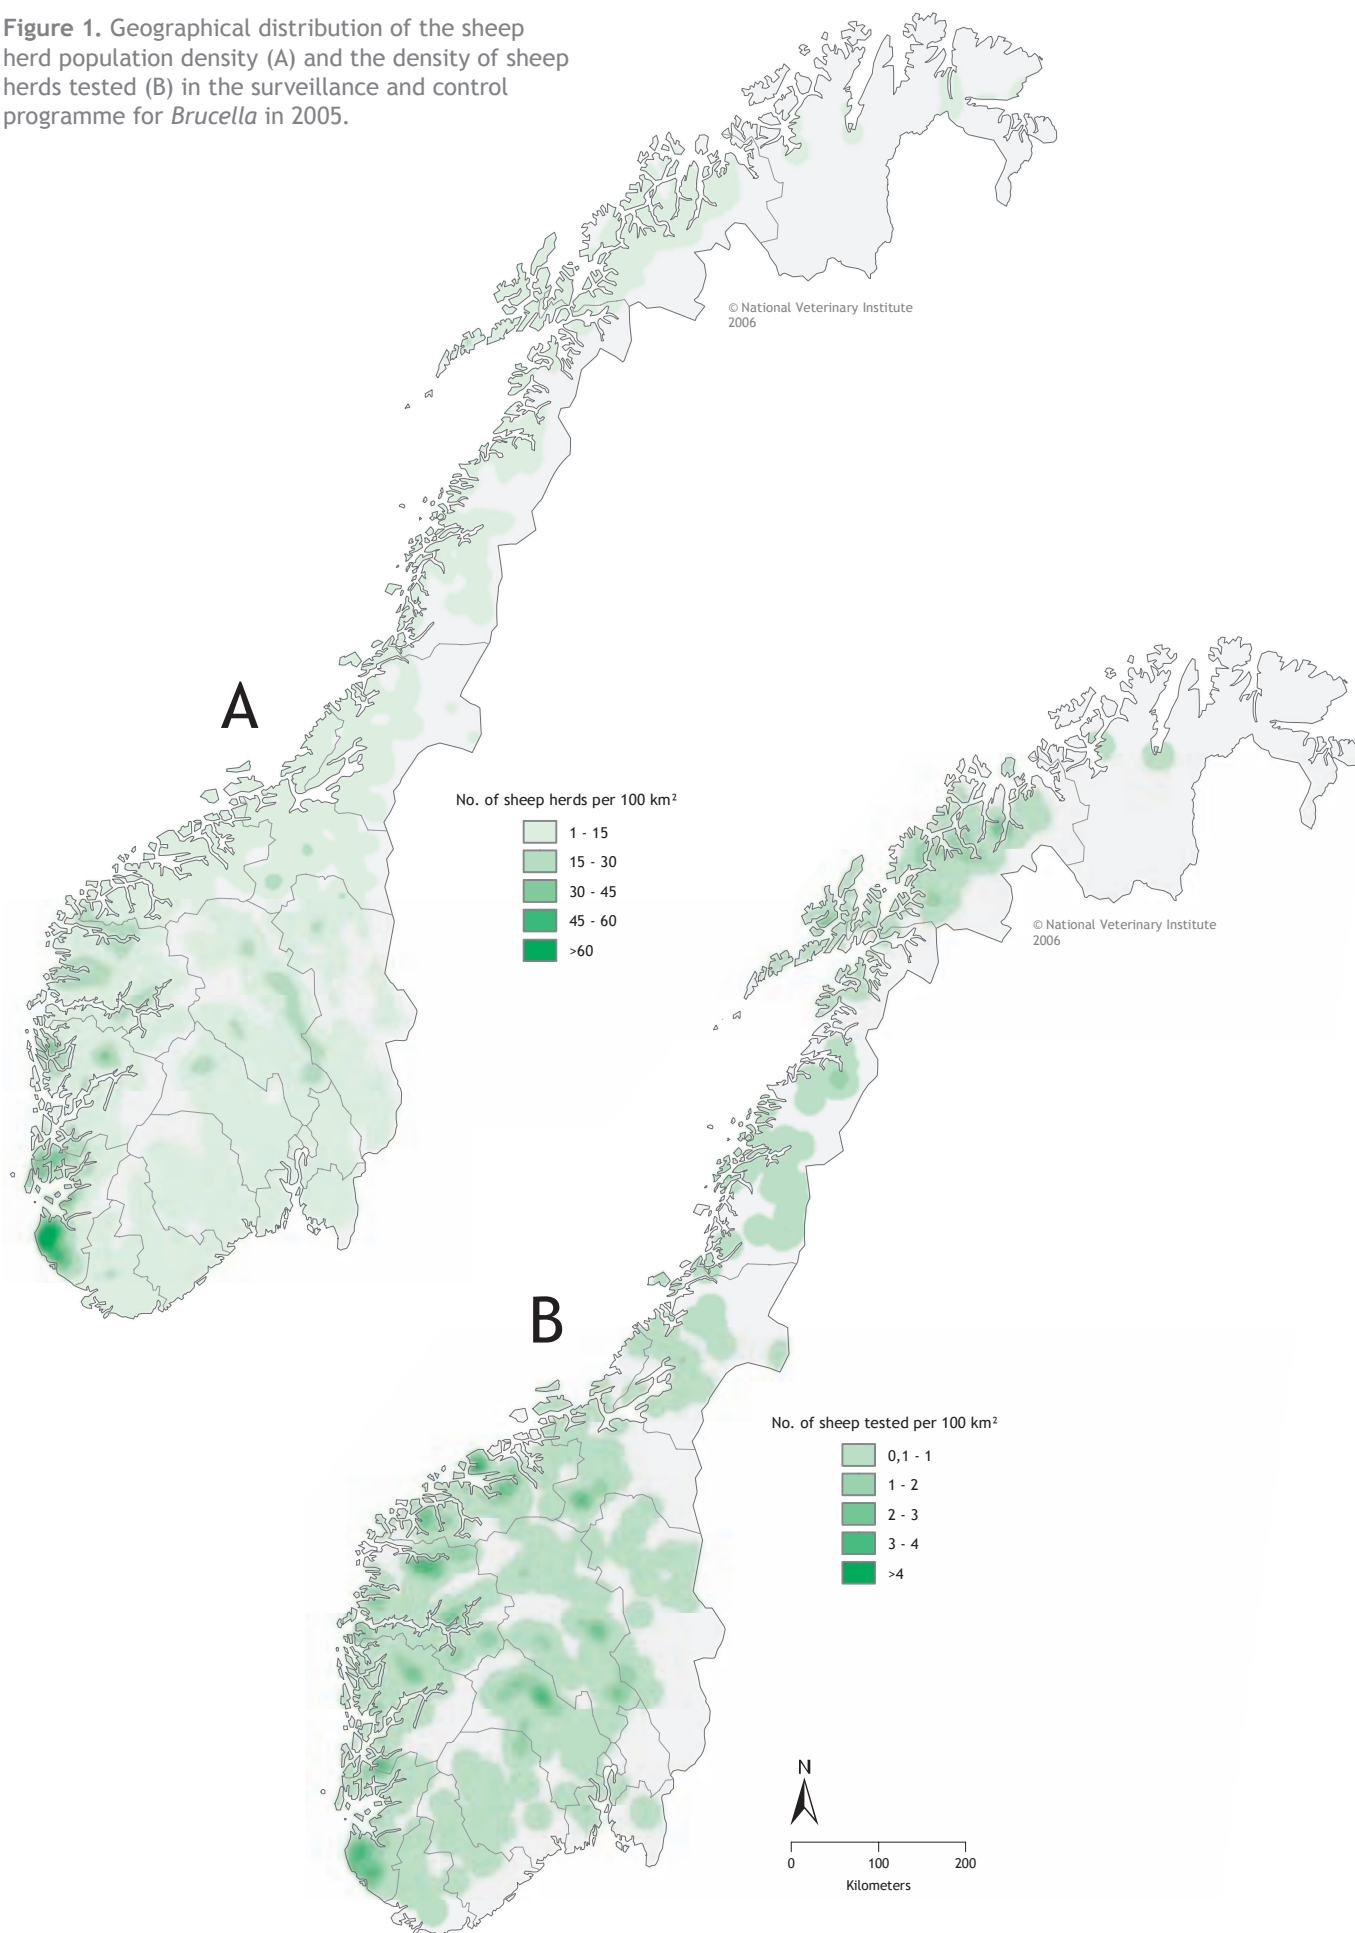 Figure 1. Geographical distribution of the sheep
herd population density (A) and the density of sheep
herds tested (B) in the surveillance and control
programme for Brucella in 2005.
© National Veterinary Institute
2006
A
No. of sheep herds per 100 km²
1 - 15
15 - 30
30 - 45
45 - 60
>60
© National Veterinary Institute
2006
B
No. of sheep tested per 100 km²
0,1 - 1
1 - 2
2 - 3
3 - 4
>4
N
0 100 200
Kilometers